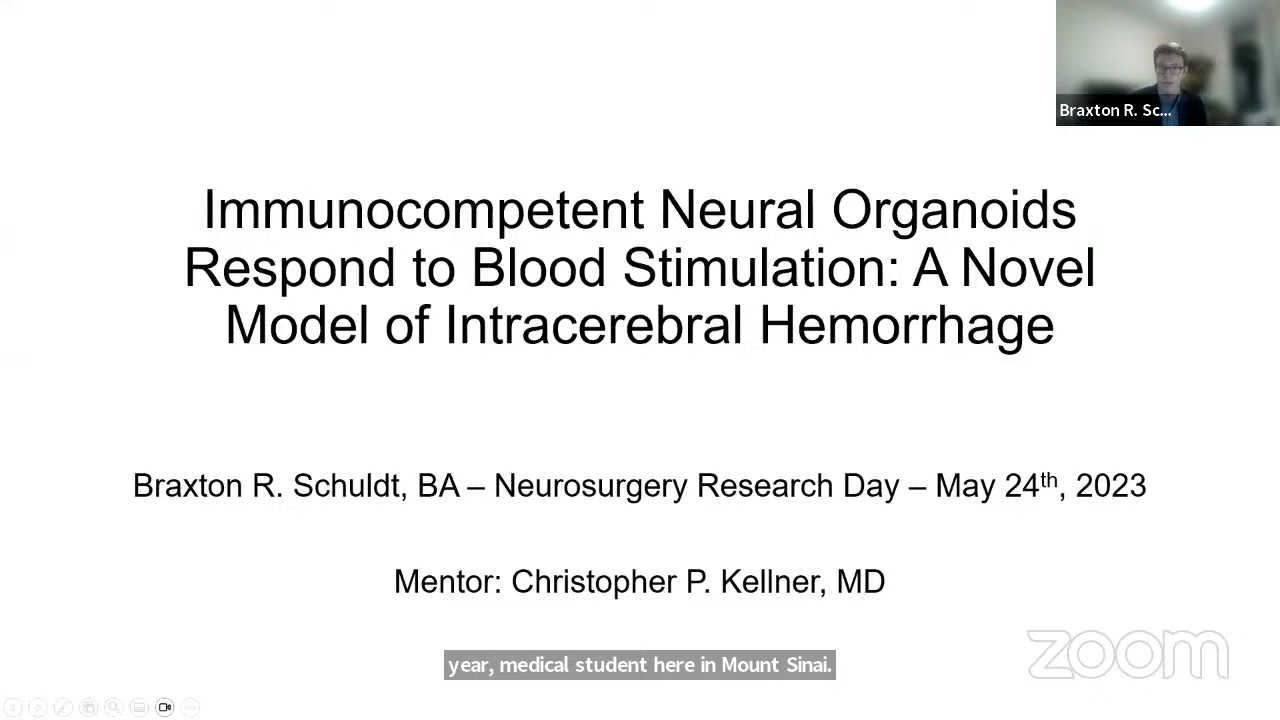 Braxton R. Sc...
Immunocompetent Neural Organoids
Respond to Blood Stimulation: A Novel
Model of Intracerebral Hemorrhage
Braxton R. Schuldt, BA – Neurosurgery Research Day – May 24th, 2023
Mentor: Christopher P. Kellner, MD
zoom
year, medical student here in Mount Sinai.